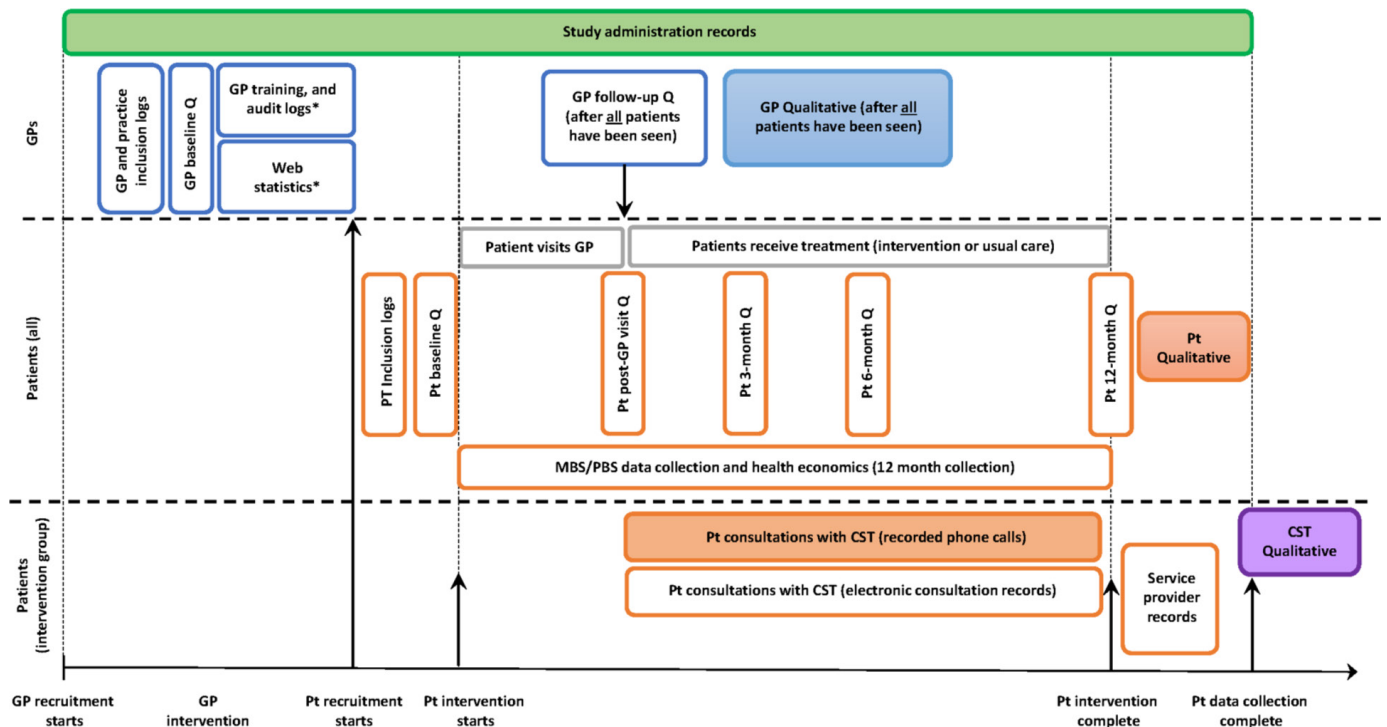 Study administration records
GPs
GP and practice
inclusion logs
GP baseline Q
GP training, and
audit logs*
Web
statistics*
GP follow-up Q
(after all patients
have been seen)
GP Qualitative (after all
patients have been seen)
Patients (all)
Patient visits GP
Patients receive treatment (intervention or usual care)
PT Inclusion logs
Pt baseline Q
Pt post-GP visit Q
Pt 3-month Q
Pt 6-month Q
Pt 12-month Q
Pt
Qualitative
MBS/PBS data collection and health economics (12 month collection)
Patients
(intervention group)
Pt consultations with CST (recorded phone calls)
Pt consultations with CST (electronic consultation records)
Service
provider
records
CST
Qualitative
GP recruitment
starts
GP
intervention
Pt recruitment
starts
Pt intervention
starts
Pt intervention
complete
Pt data collection
complete